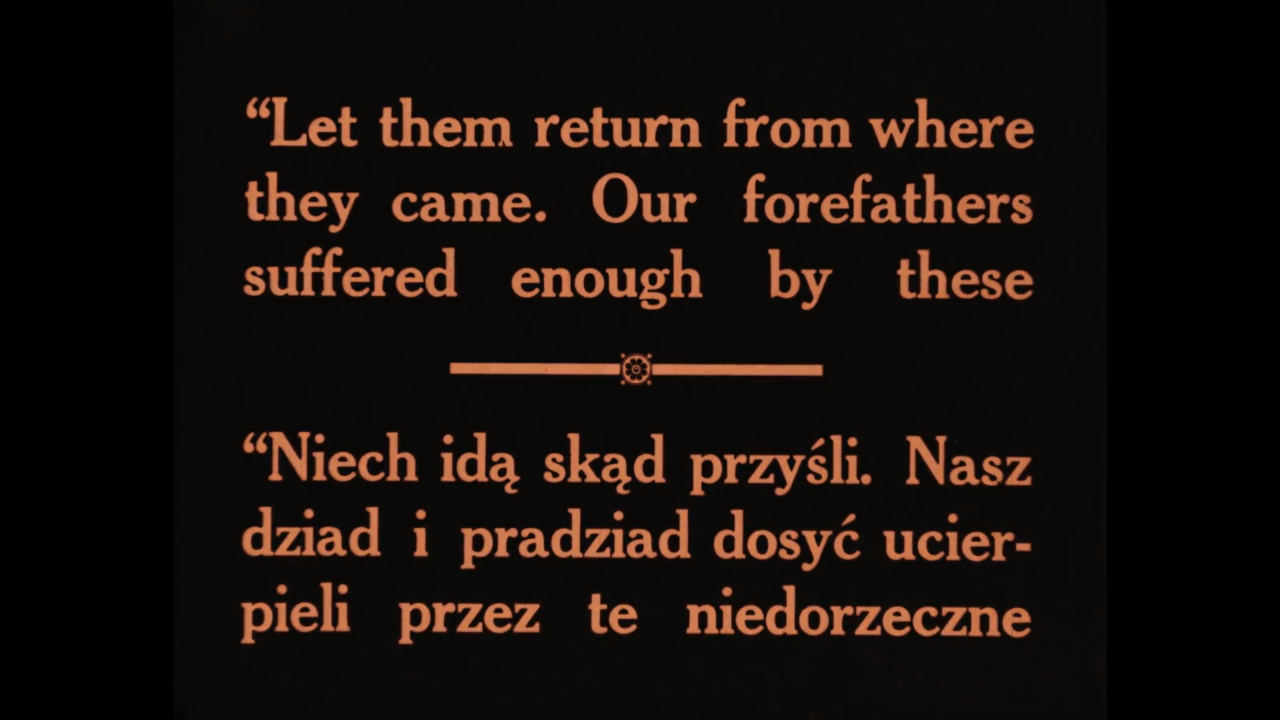 “Let them return from where
they came. Our forefathers
suffered enough by these
“Niech idą skąd przyśli. Nasz
dziad i pradziad dosyć ucier-
pieli przez te niedorzeczne